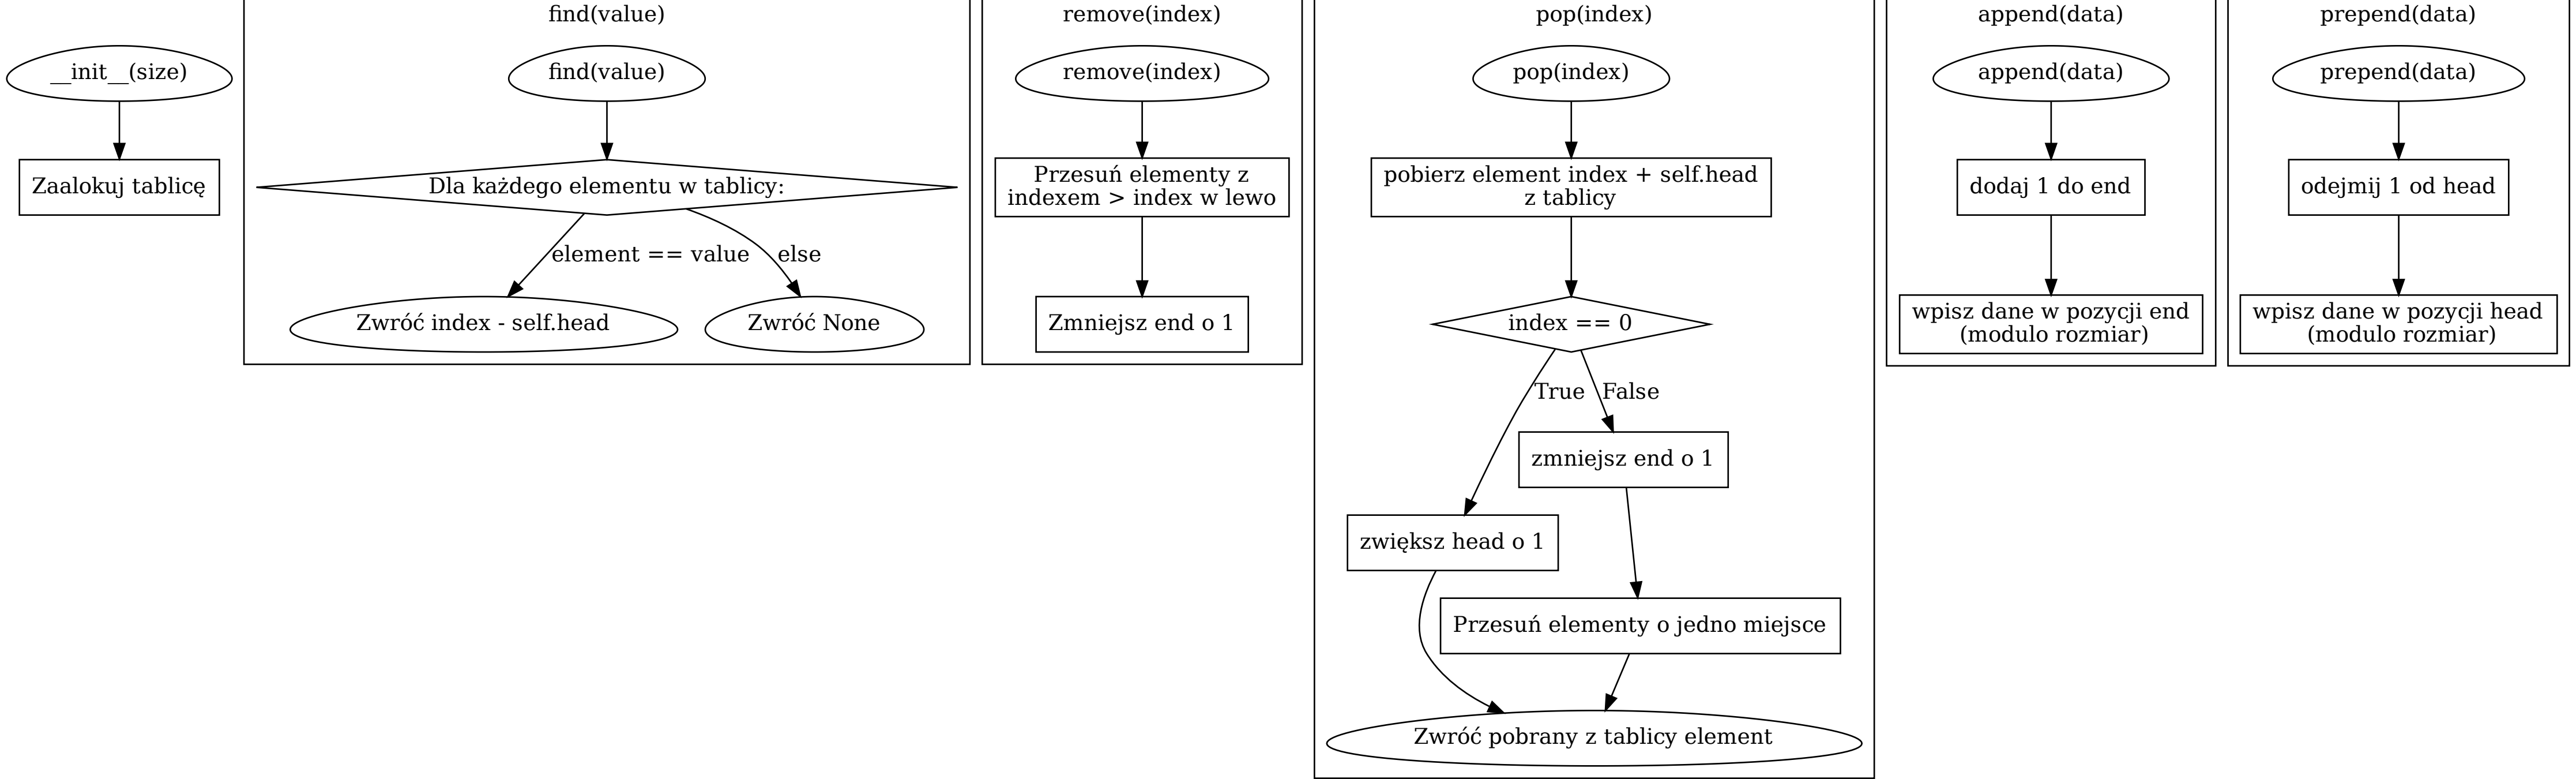 __init__(size)
Zaalokuj tablicę
find(value)
find(value)
Dla każdego elementu w tablicy:
element == value
else
Zwróć index - self.head
Zwróć None
remove(index)
remove(index)
Przesuń elementy z
indexem > index w lewo
Zmniejsz end o 1
pop(index)
pop(index)
pobierz element index + self.head
z tablicy
index == 0
True
False
zmniejsz end o 1
zwiększ head o 1
Przesuń elementy o jedno miejsce
Zwróć pobrany z tablicy element
append(data)
append(data)
dodaj 1 do end
wpisz dane w pozycji end
(modulo rozmiar)
prepend(data)
prepend(data)
odejmij 1 od head
wpisz dane w pozycji head
(modulo rozmiar)